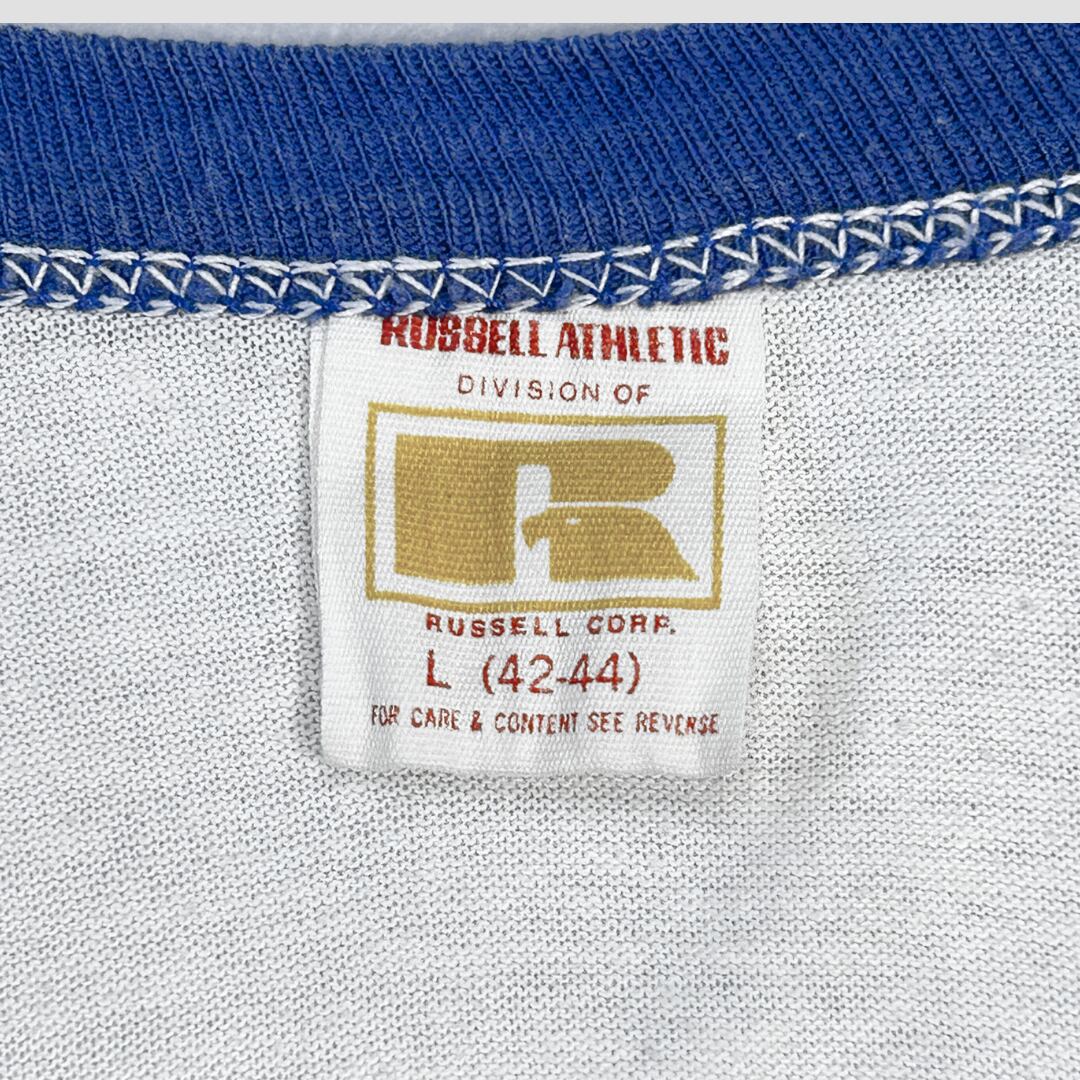 RUSSELL ATHLETIC
DIVISION OF
R
RUSSELL CORP.
L (42-44)
FOR CARE & CONTENT SEE REVERSE